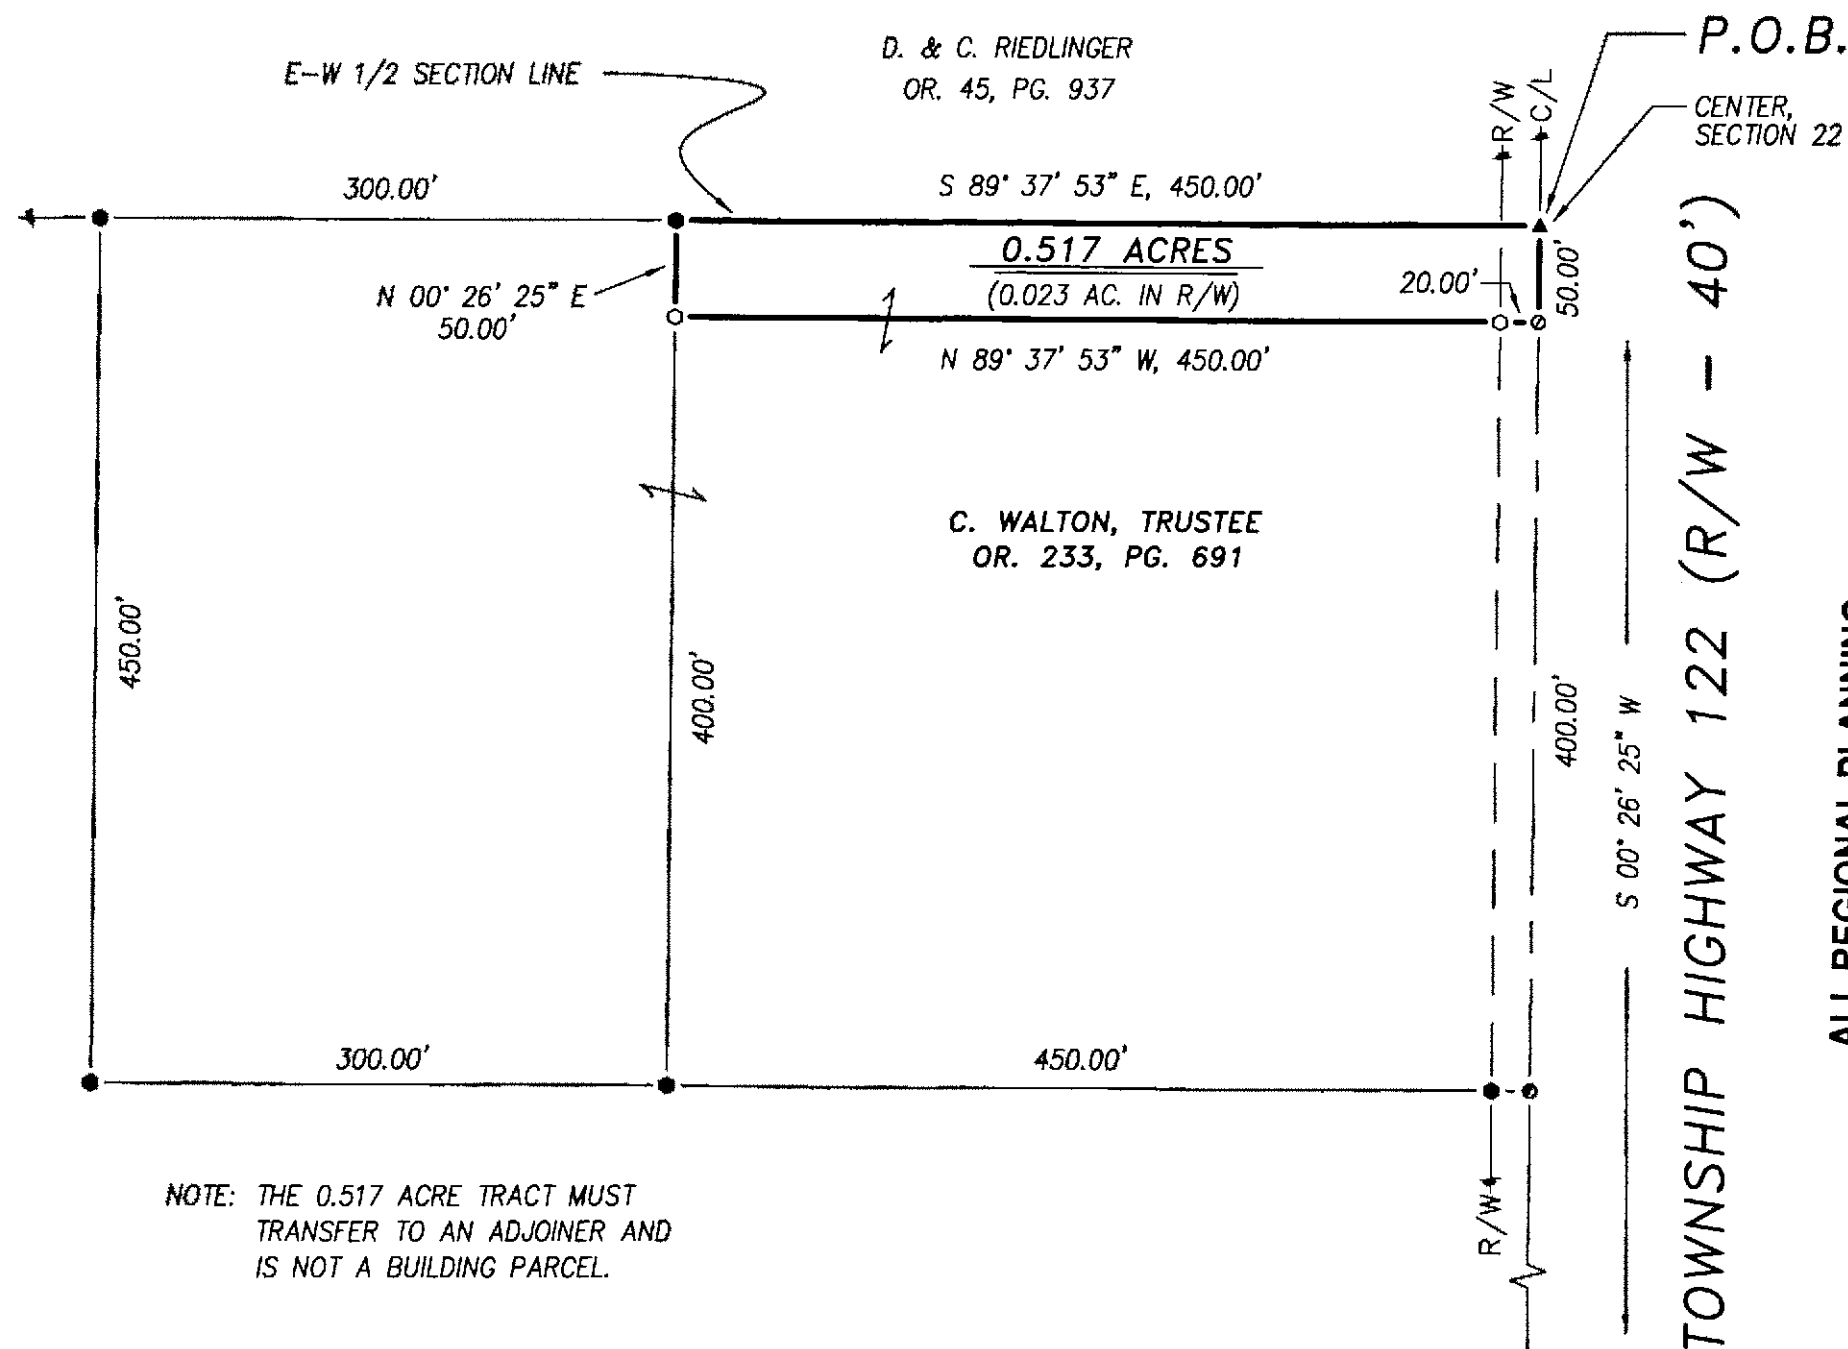 P.O.B.
D. & C. RIEDLINGER
OR. 45, PG. 937
E-W 1/2 SECTION LINE
R/W
C/L
CENTER,
SECTION 22
300.00'
S 89° 37' 53" E, 450.00'
0.517 ACRES
(0.023 AC. IN R/W)
20.00'
50.00'
N 00° 26' 25" E
50.00'
N 89° 37' 53" W, 450.00'
C. WALTON, TRUSTEE
OR. 233, PG. 691
450.00'
400.00'
400.00'
S 00° 26' 25" W
TOWNSHIP HIGHWAY 122 (R/W - 40')
300.00'
450.00'
R/W
NOTE: THE 0.517 ACRE TRACT MUST
TRANSFER TO AN ADJOINER AND
IS NOT A BUILDING PARCEL.
REGIONAL PLANNING